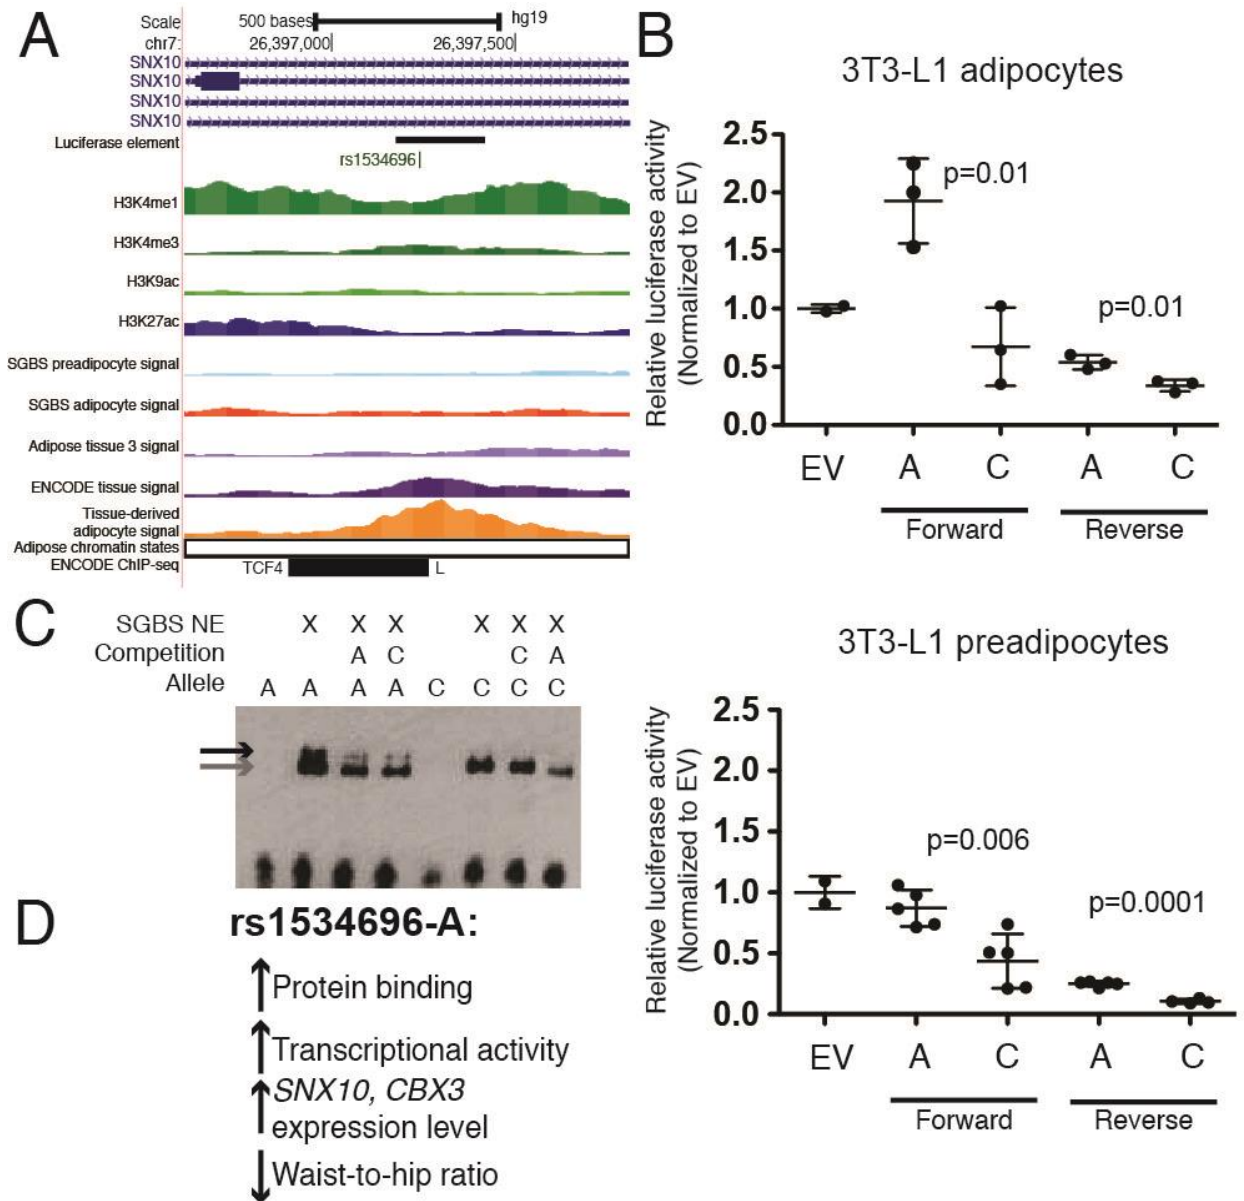 A
Scale 500 bases hg19
chr7: 26,397,000 26,397,500
SNX10
SNX10
SNX10
SNX10
Luciferase element
rs1534696
H3K4me1
H3K4me3
H3K9ac
H3K27ac
SGBS preadipocyte signal
SGBS adipocyte signal
Adipose tissue 3 signal
ENCODE tissue signal
Tissue-derived
adipocyte signal
Adipose chromatin states
ENCODE ChIP-seq TCF4 L
B
3T3-L1 adipocytes
Relative luciferase activity
(Normalized to EV)
2.5
2.0
1.5
1.0
0.5
0.0
p=0.01
p=0.01
EV A C A C
Forward Reverse
C
SGBS NE X X X X X X
Competition A C C A
Allele A A A A C C C C
3T3-L1 preadipocytes
Relative luciferase activity
(Normalized to EV)
2.5
2.0
1.5
1.0
0.5
0.0
p=0.006
p=0.0001
EV A C A C
Forward Reverse
D
rs1534696-A:
Protein binding
Transcriptional activity
SNX10, CBX3
expression level
Waist-to-hip ratio